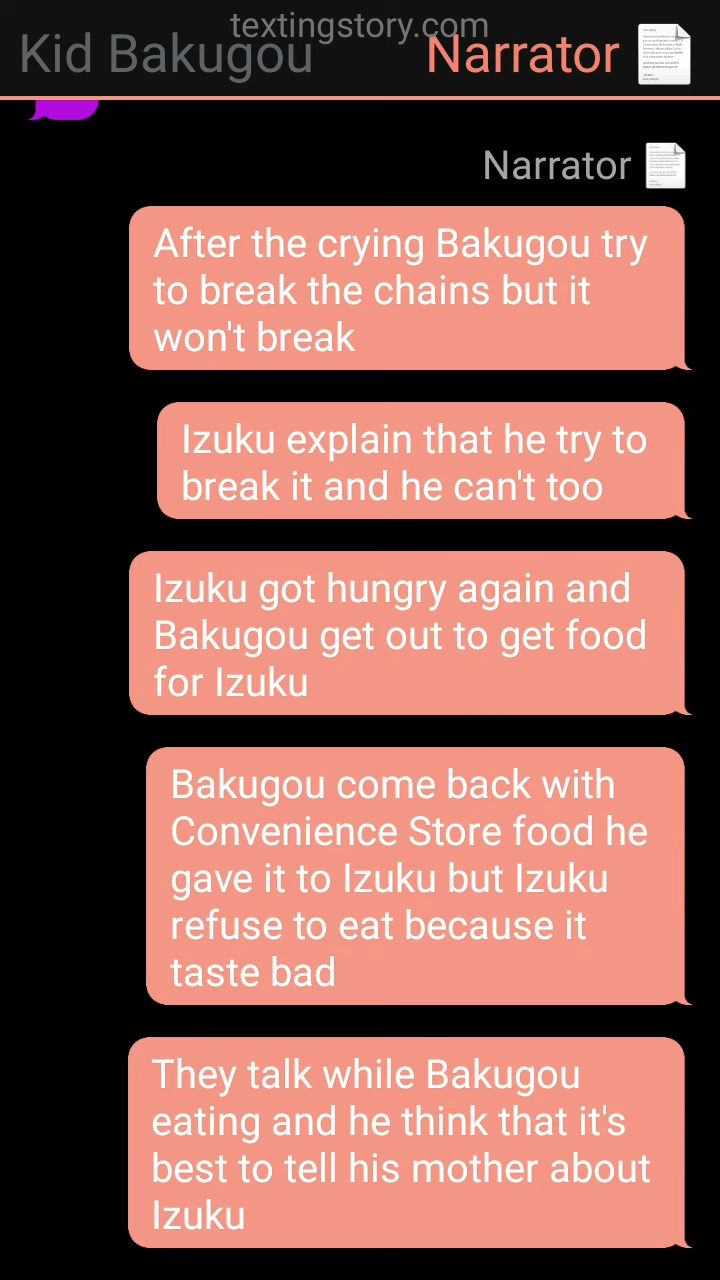 textingstory.com
Kid Bakugou Narrator
Narrator
After the crying Bakugou try
to break the chains but it
won't break
Izuku explain that he try to
break it and he can't too
Izuku got hungry again and
Bakugou get out to get food
for Izuku
Bakugou come back with
Convenience Store food he
gave it to Izuku but Izuku
refuse to eat because it
taste bad
They talk while Bakugou
eating and he think that it's
best to tell his mother about
Izuku